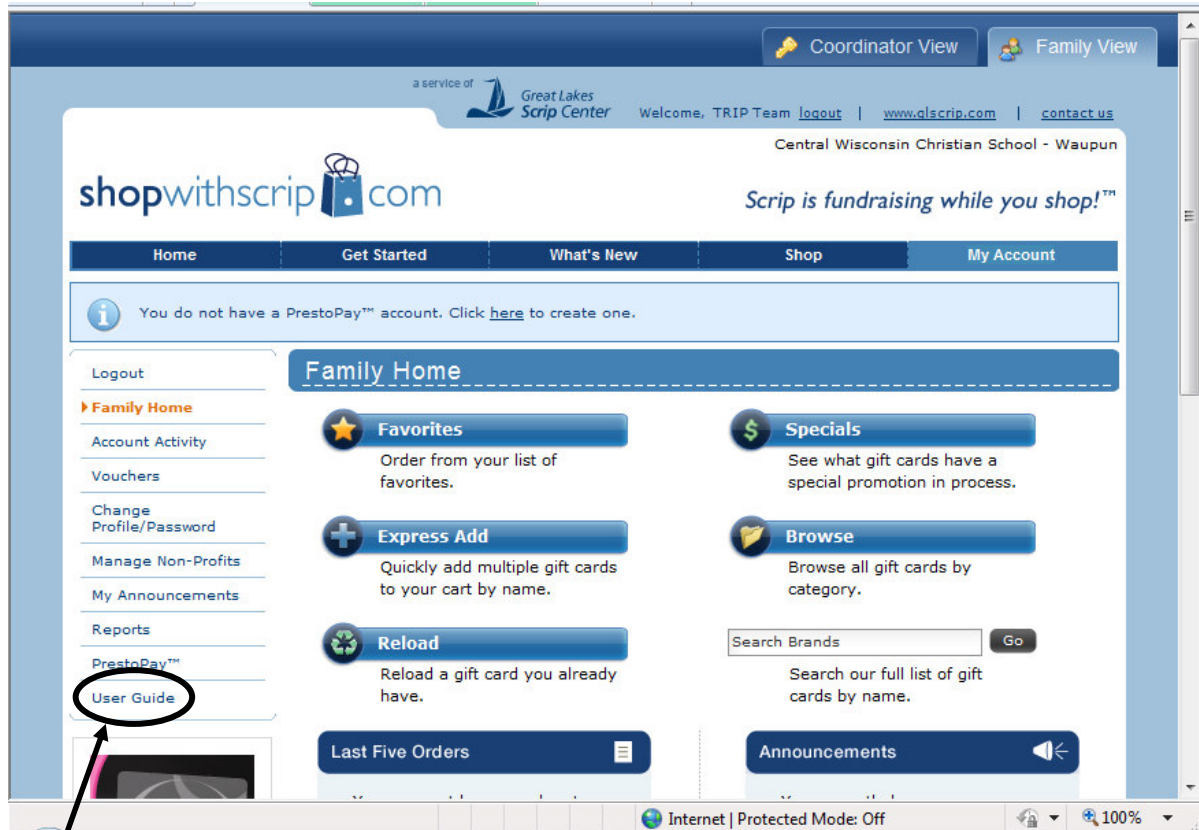 Coordinator View
Family View
a service of
Great Lakes
Scrip Center
Welcome, TRIP Team logout | www.glscrip.com | contact us
Central Wisconsin Christian School - Waupun
shopwithscrip.com
Scrip is fundraising while you shop!™
Home
Get Started
What's New
Shop
My Account
You do not have a PrestoPay™ account. Click here to create one.
Logout
Family Home
Account Activity
Vouchers
Change
Profile/Password
Manage Non-Profits
My Announcements
Reports
PrestoPay™
User Guide
Family Home
Favorites
Order from your list of
favorites.
Specials
See what gift cards have a
special promotion in process.
Express Add
Quickly add multiple gift cards
to your cart by name.
Browse
Browse all gift cards by
category.
Reload
Reload a gift card you already
have.
Search Brands
Go
Search our full list of gift
cards by name.
Last Five Orders
Announcements
Internet | Protected Mode: Off
100%